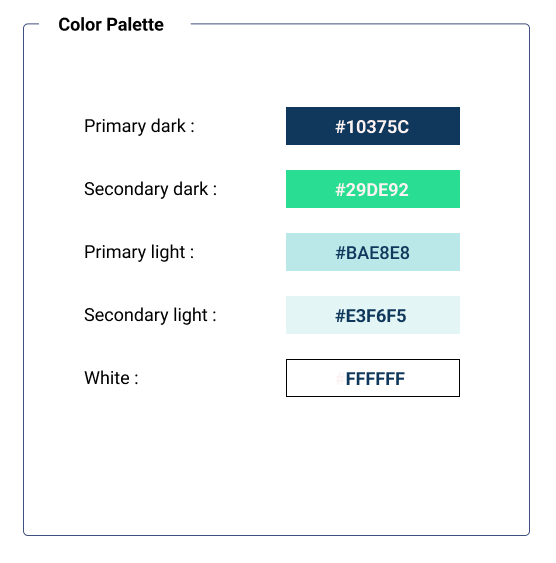 Color Palette
Primary dark : #10375C
Secondary dark : #29DE92
Primary light : #BAE8E8
Secondary light : #E3F6F5
White : #FFFFFF